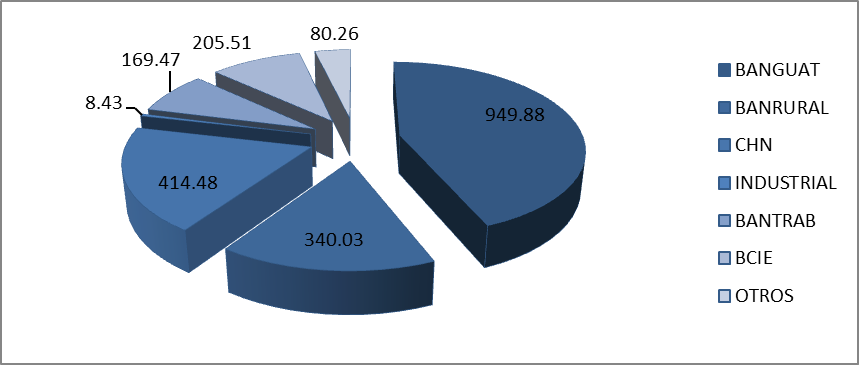 80.26
205.51
169.47
8.43
949.88
414.48
340.03
BANGUAT
BANRURAL
CHN
INDUSTRIAL
BANTRAB
BCIE
OTROS